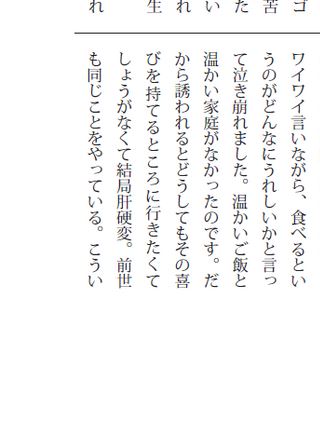 ゴ
苦
た
い
れ
生
れ
ワイワイ言いながら、食べるとい
うのがどんなにうれしいかと言っ
て泣き崩れました。温かいご飯と
温かい家庭がなかったのです。だ
から誘われるとどうしてもその喜
びを持てるところに行きたくて
しょうがなくて結局肝硬変。前世
も同じことをやっている。こうい